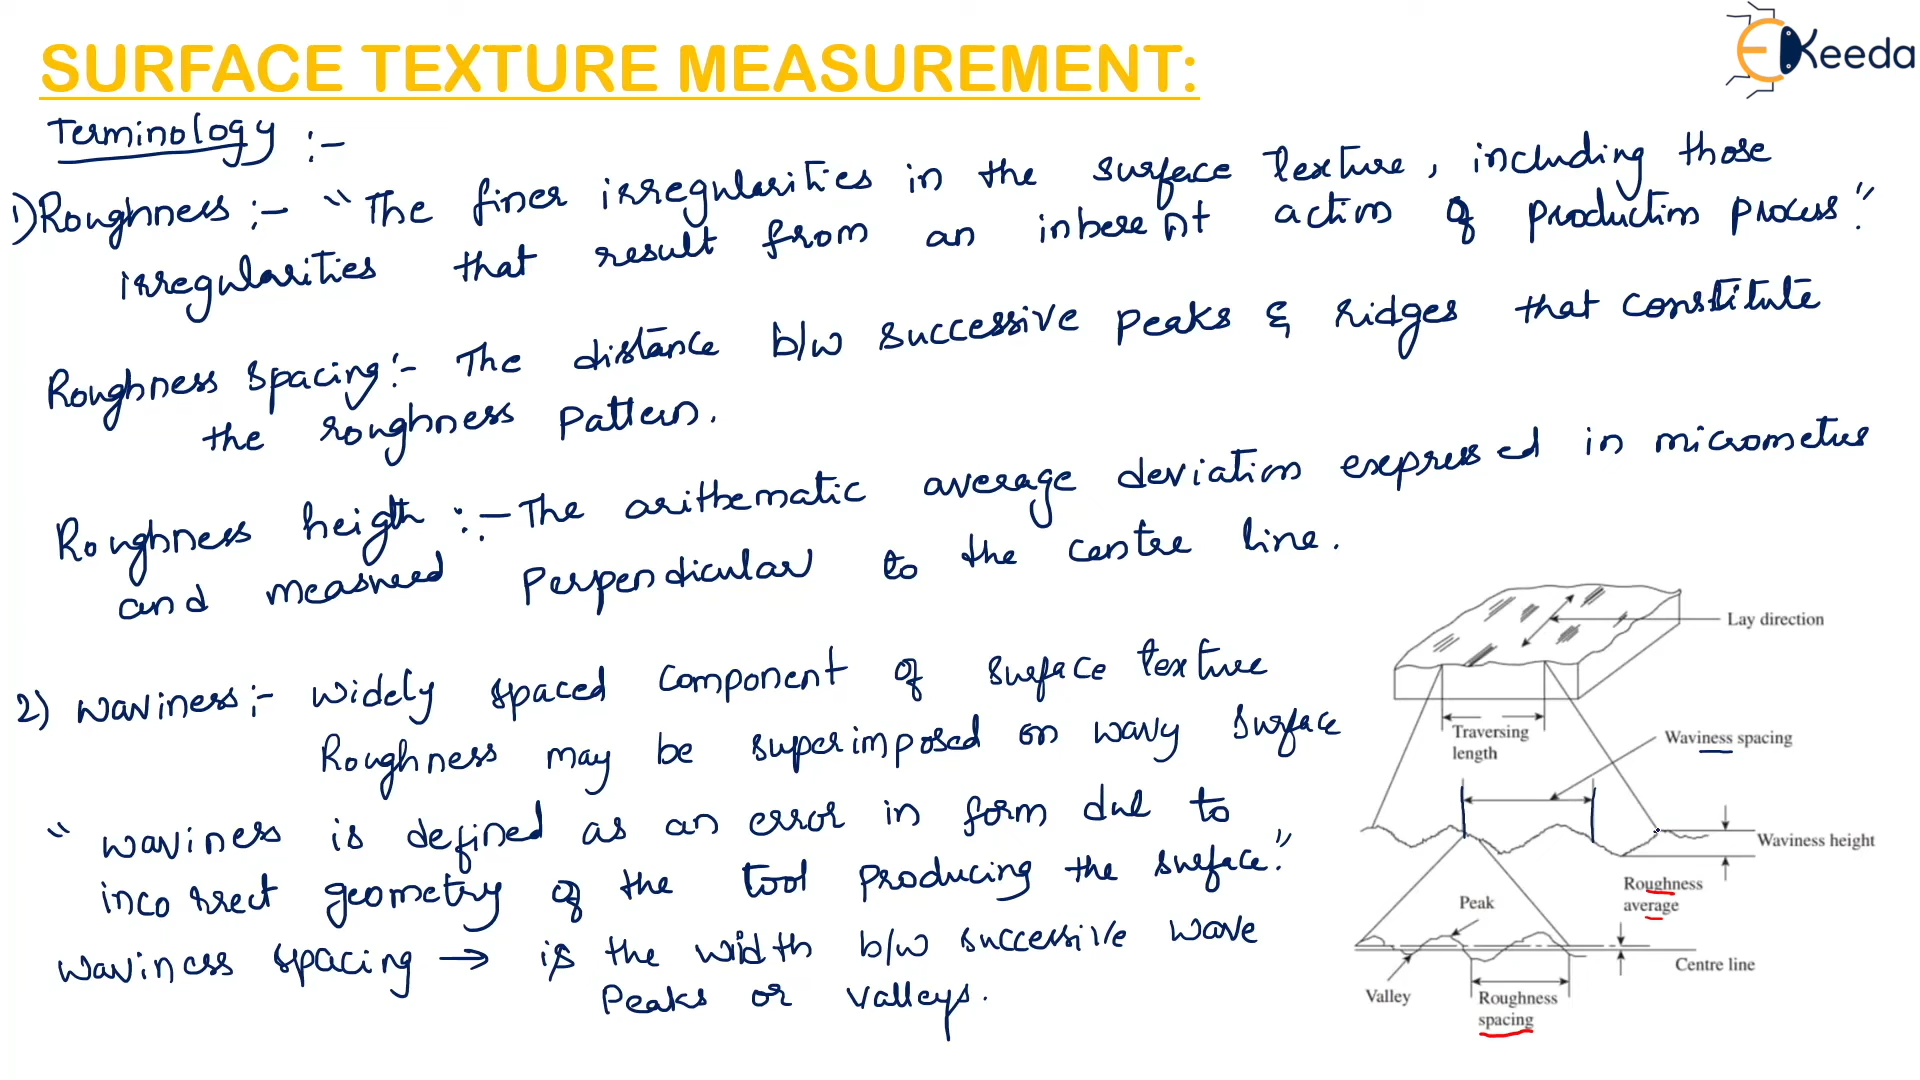 EKeeda
SURFACE TEXTURE MEASUREMENT:
Terminology :-
1) Roughness :- "The finer irregularities in the surface texture, including those
irregularities that result from an inherent action of production process."
Roughness spacing :- The distance b/w successive peaks & ridges that constitute
the roughness pattern.
Roughness heigth :- The arithematic average deviation expressed in micrometers
and measured perpendicular to the centre line.
2) Waviness :- Widely spaced component of surface texture
Roughness may be superimposed on wavy surface
"waviness is defined as an error in form due to
incorrect geometry of the tool producing the surface."
Waviness spacing → is the width b/w successive wave
Peaks or valleys.
Lay direction
Traversing
length
Waviness spacing
Waviness height
Roughness
average
Peak
Centre line
Valley
Roughness
spacing